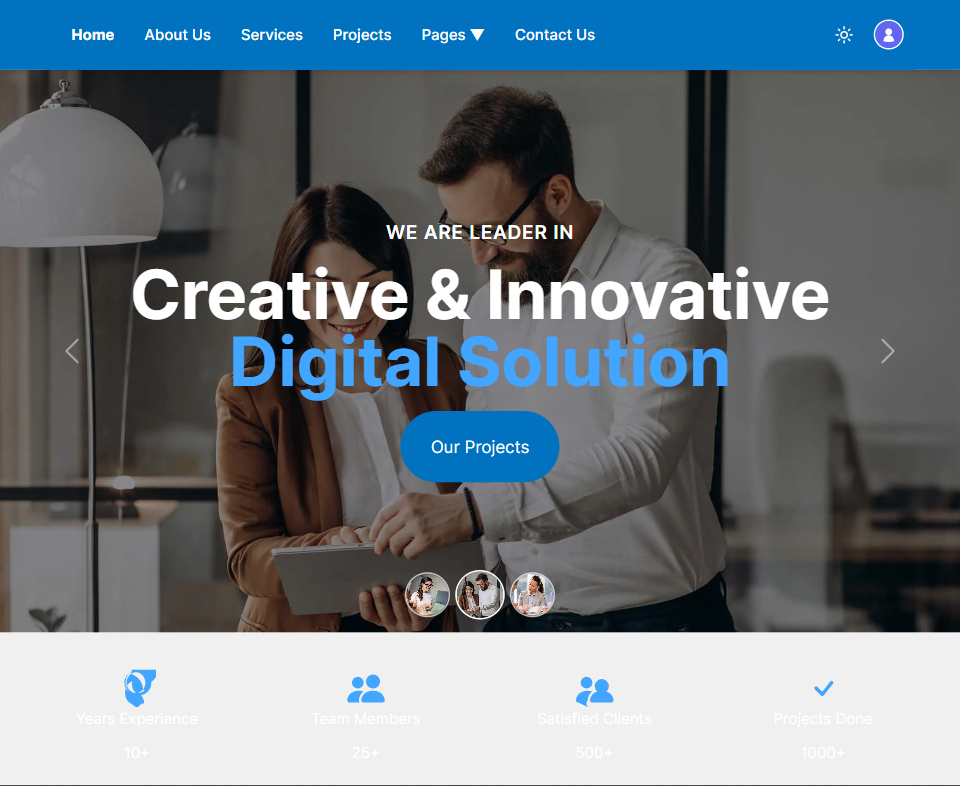 Home About Us Services Projects Pages ▼ Contact Us
WE ARE LEADER IN
Creative & Innovative
Digital Solution
Our Projects
Years Experience Team Members Satisfied Clients Projects Done
10+ 25+ 500+ 1000+